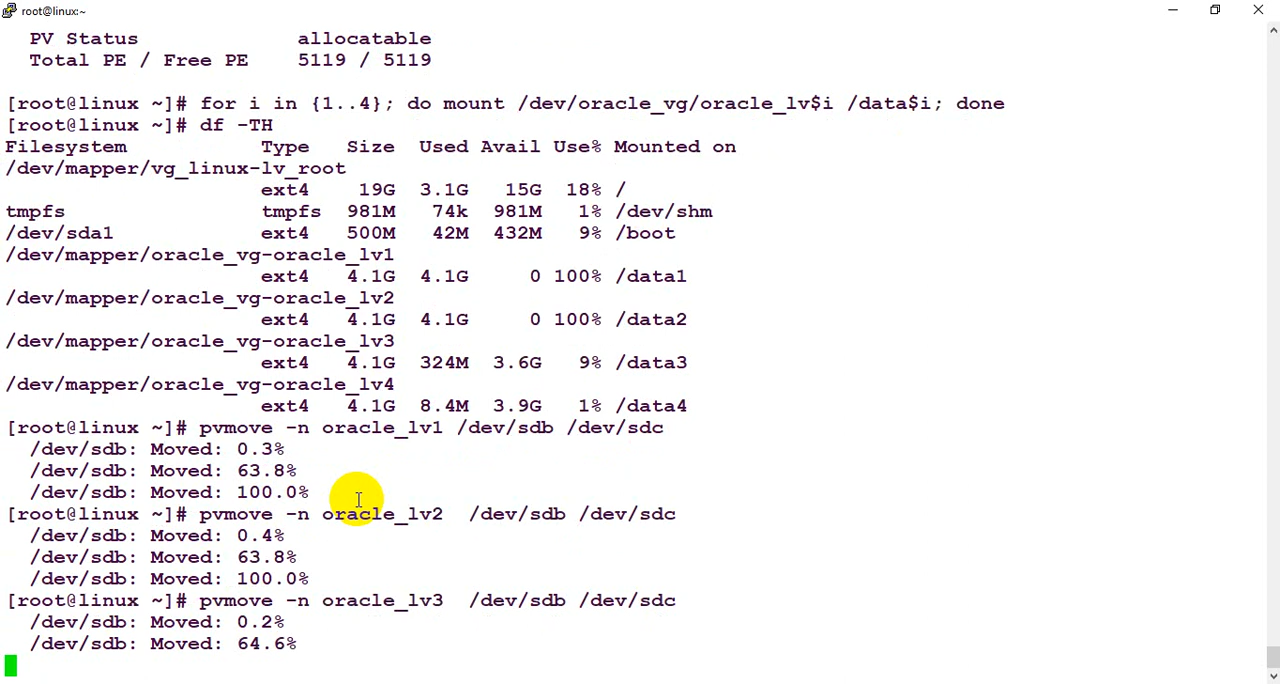 root@linux:~
PV Status allocatable
Total PE / Free PE 5119 / 5119
[root@linux ~]# for i in {1..4}; do mount /dev/oracle_vg/oracle_lv$i /data$i; done
[root@linux ~]# df -TH
Filesystem Type Size Used Avail Use% Mounted on
/dev/mapper/vg_linux-lv_root
ext4 19G 3.1G 15G 18% /
tmpfs tmpfs 981M 74k 981M 1% /dev/shm
/dev/sda1 ext4 500M 42M 432M 9% /boot
/dev/mapper/oracle_vg-oracle_lv1
ext4 4.1G 4.1G 0 100% /data1
/dev/mapper/oracle_vg-oracle_lv2
ext4 4.1G 4.1G 0 100% /data2
/dev/mapper/oracle_vg-oracle_lv3
ext4 4.1G 324M 3.6G 9% /data3
/dev/mapper/oracle_vg-oracle_lv4
ext4 4.1G 8.4M 3.9G 1% /data4
[root@linux ~]# pvmove -n oracle_lv1 /dev/sdb /dev/sdc
/dev/sdb: Moved: 0.3%
/dev/sdb: Moved: 63.8%
/dev/sdb: Moved: 100.0%
[root@linux ~]# pvmove -n oracle_lv2 /dev/sdb /dev/sdc
/dev/sdb: Moved: 0.4%
/dev/sdb: Moved: 63.8%
/dev/sdb: Moved: 100.0%
[root@linux ~]# pvmove -n oracle_lv3 /dev/sdb /dev/sdc
/dev/sdb: Moved: 0.2%
/dev/sdb: Moved: 64.6%